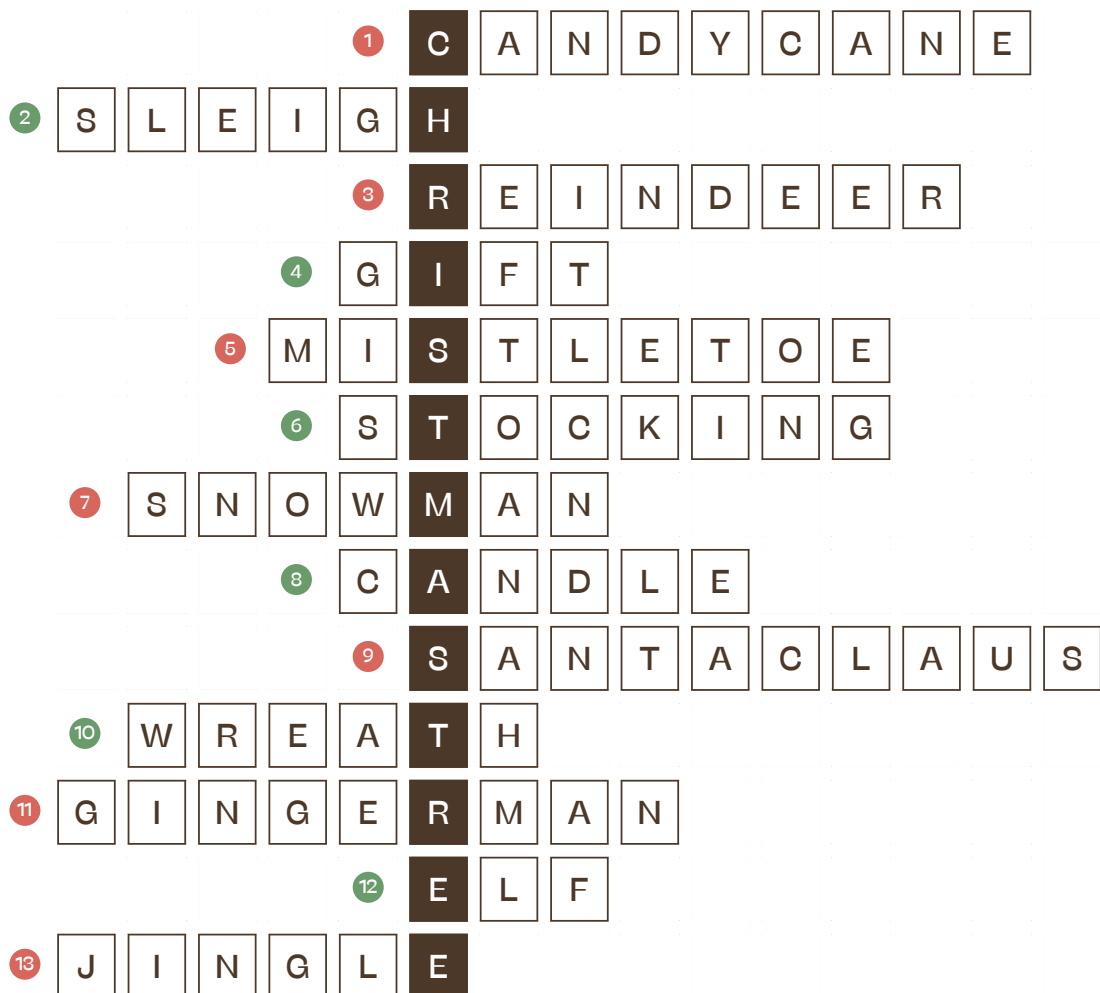 1 CANDYCANE
2 SLEIGH
3 REINDEER
4 GIFT
5 MISTLETOE
6 STOCKING
7 SNOWMAN
8 CANDLE
9 SANTACLAUS
10 WREATH
11 GINGERMAN
12 ELF
13 JINGLE